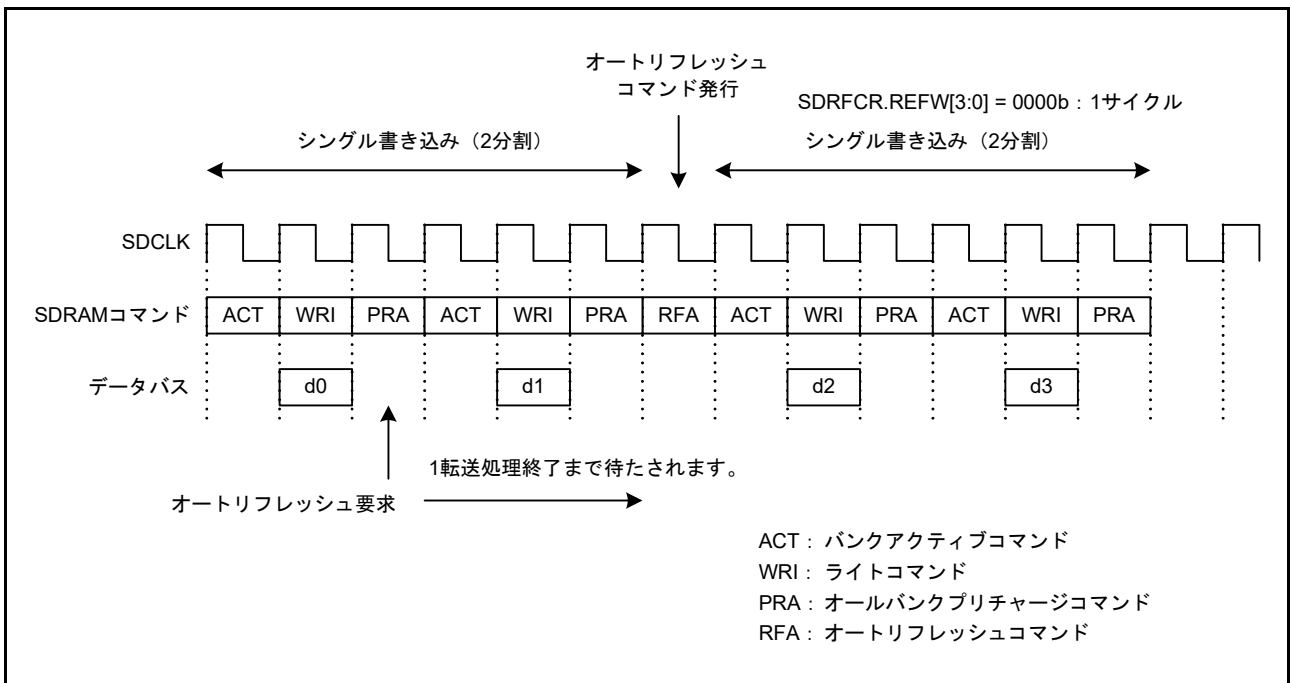 オートリフレッシュ
コマンド発行
SDRFCR.REFW[3:0] = 0000b : 1サイクル
シングル書き込み（2分割）
シングル書き込み（2分割）
SDCLK
SDRAMコマンド ACT WRI PRA ACT WRI PRA RFA ACT WRI PRA ACT WRI PRA
データバス d0 d1 d2 d3
1転送処理終了まで待たされます。
オートリフレッシュ要求
ACT : バンクアクティブコマンド
WRI : ライトコマンド
PRA : オールバンクプリチャージコマンド
RFA : オートリフレッシュコマンド